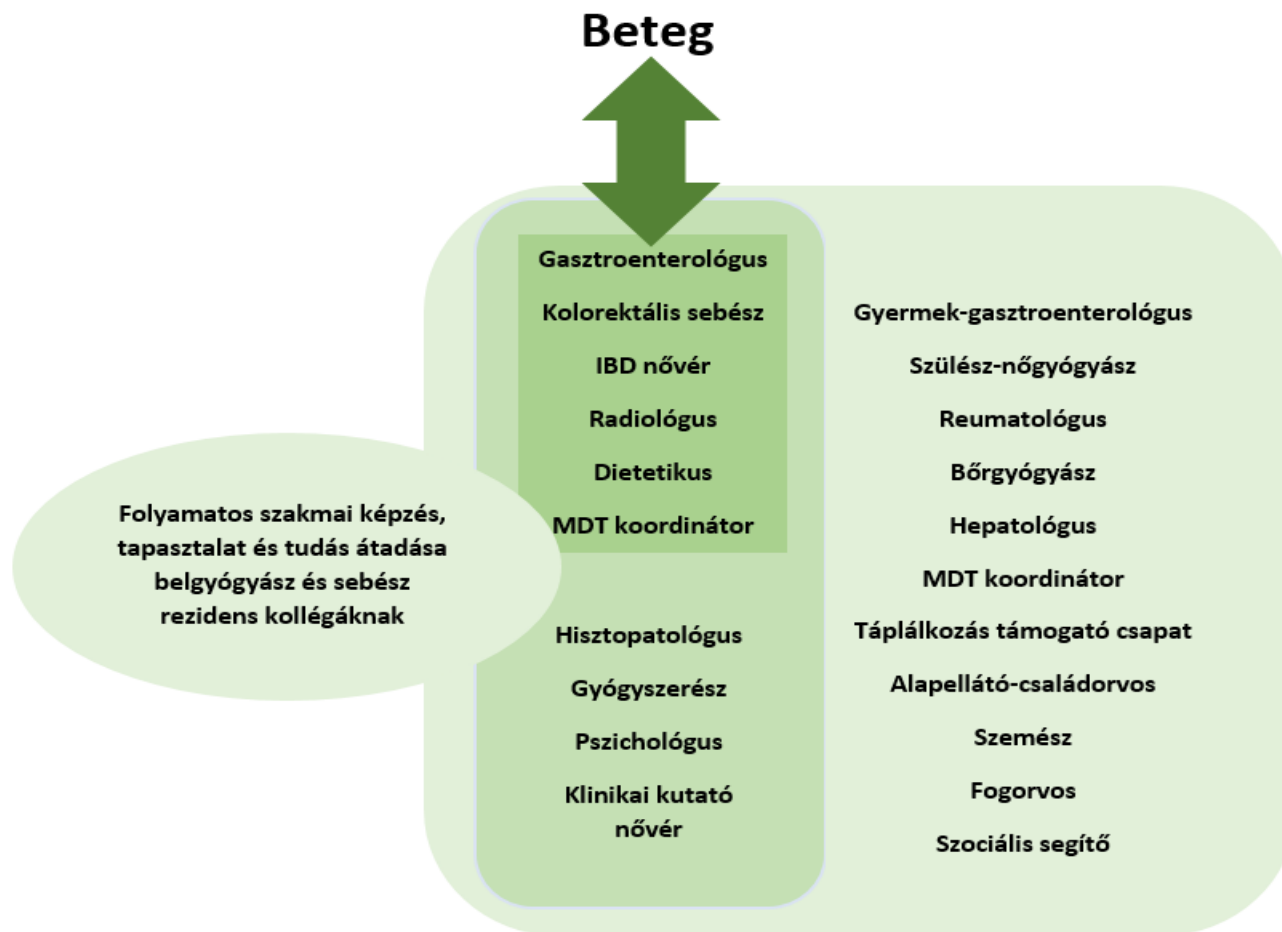 Beteg
Gasztroenterológus
Kolorektális sebész
IBD nővér
Radiológus
Dietetikus
MDT koordinátor
Hisztopatológus
Gyógyszerész
Pszichológus
Klinikai kutató
nővér
Gyermek-gasztroenterológus
Szülész-nőgyógyász
Reumatológus
Bőrgyógyász
Hepatológus
MDT koordinátor
Táplálkozás támogató csapat
Alapellátó-családorvos
Szemész
Fogorvos
Szociális segítő
Folyamatos szakmai képzés,
tapasztalat és tudás átadása
belgyógyász és sebész
rezidens kollégáknak